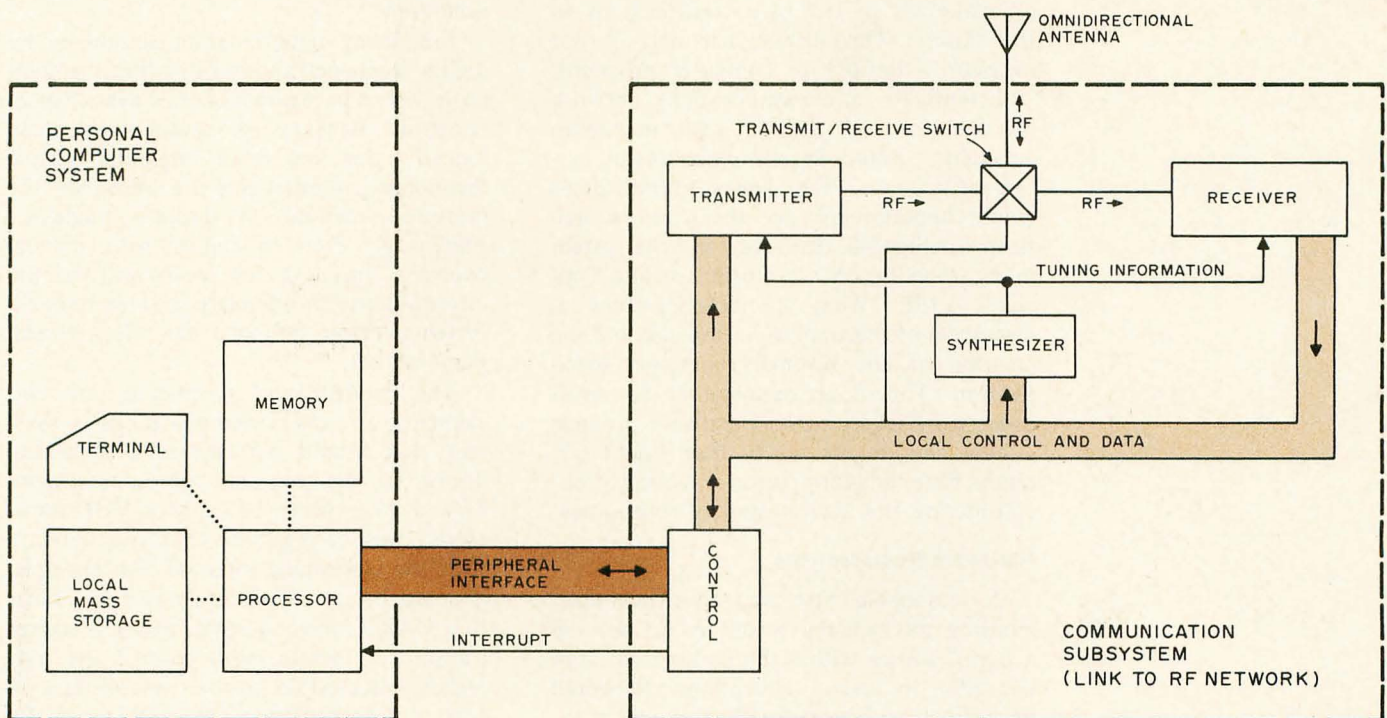 OMNIDIRECTIONAL
ANTENNA
PERSONAL
COMPUTER
SYSTEM
RF
TRANSMIT/RECEIVE SWITCH
TRANSMITTER
RF→
RF→
RECEIVER
TUNING INFORMATION
SYNTHESIZER
MEMORY
TERMINAL
LOCAL CONTROL AND DATA
LOCAL
MASS
STORAGE
PROCESSOR
PERIPHERAL
INTERFACE
CONTROL
INTERRUPT
COMMUNICATION
SUBSYSTEM
(LINK TO RF NETWORK)